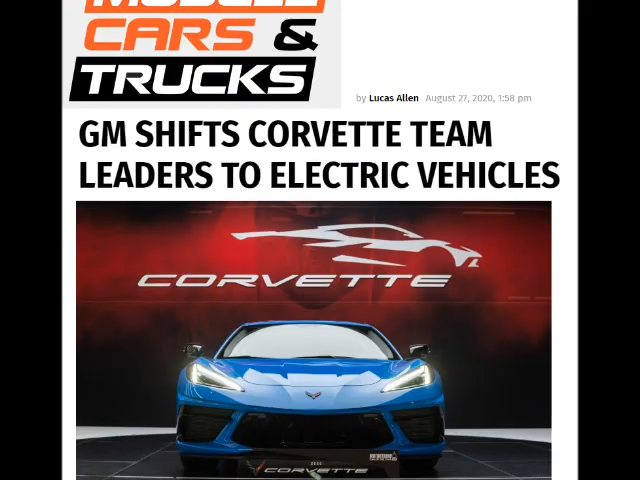 MUSCLE
CARS &
TRUCKS
by Lucas Allen August 27, 2020, 1:58 pm
GM SHIFTS CORVETTE TEAM
LEADERS TO ELECTRIC VEHICLES
CORVETTE
CORVETTE